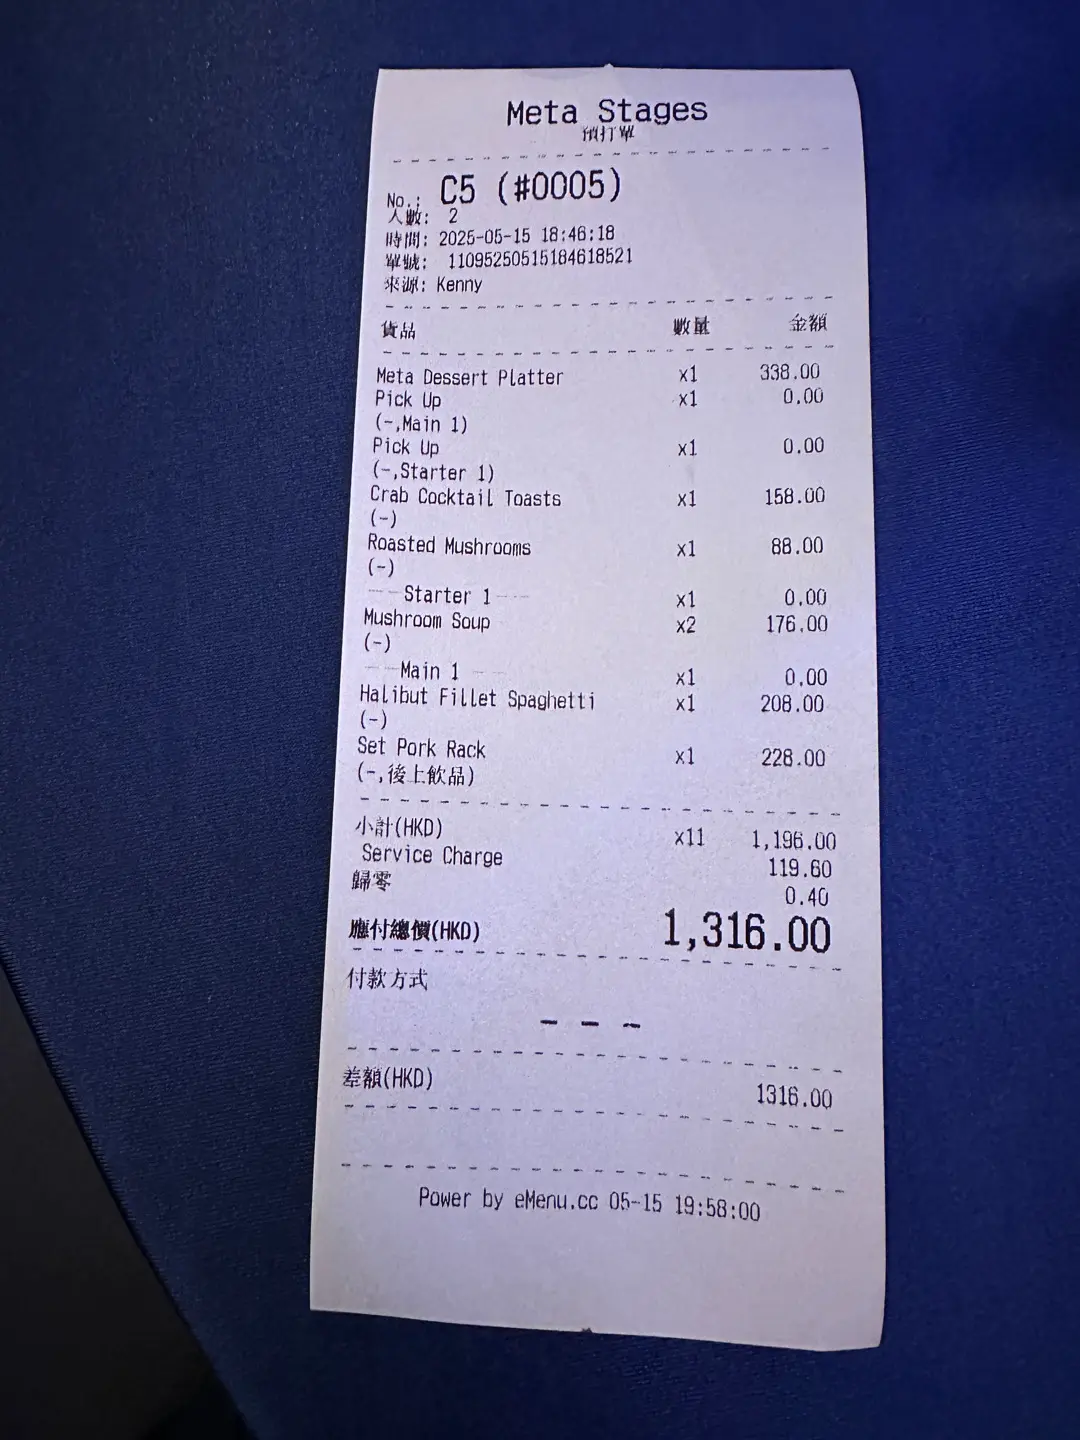 Meta Stages
預打單
No.: C5 (#0005)
人數: 2
時間: 2025-05-15 18:46:18
單號: 11095250515184618521
來源: Kenny
貨品 數量 金額
Meta Dessert Platter x1 338.00
Pick Up x1 0.00
(-,Main 1)
Pick Up x1 0.00
(-,Starter 1)
Crab Cocktail Toasts x1 158.00
(-)
Roasted Mushrooms x1 88.00
(-)
----Starter 1---- x1 0.00
Mushroom Soup x2 176.00
(-)
----Main 1 ---- x1 0.00
Halibut Fillet Spaghetti x1 208.00
(-)
Set Pork Rack x1 228.00
(-,後上飲品)
小計(HKD) x11 1,196.00
Service Charge 119.60
歸零 0.40
應付總價(HKD) 1,316.00
付款方式
- - -
差額(HKD) 1316.00
Power by eMenu.cc 05-15 19:58:00